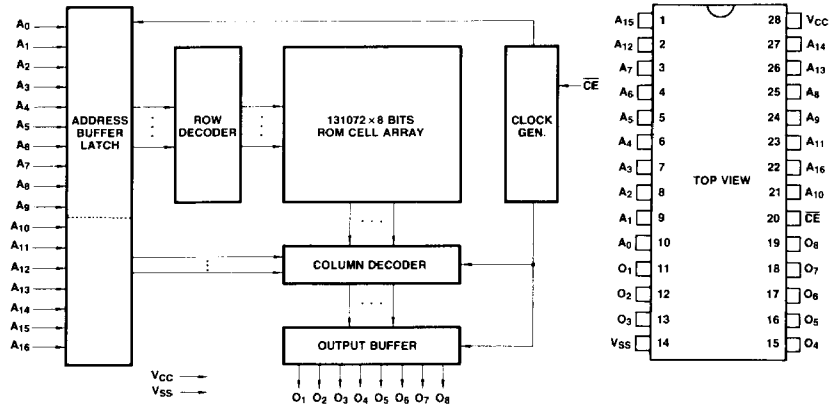 A0
A1
A2
A3
A4
A5
A6
A7
A8
A9
A10
A11
A12
A13
A14
A15
A16
ADDRESS
BUFFER
LATCH
ROW
DECODER
131072 × 8 BITS
ROM CELL ARRAY
CLOCK
GEN.
C̅E̅
COLUMN DECODER
OUTPUT BUFFER
VCC
VSS
O1 O2 O3 O4 O5 O6 O7 O8
A15 1 28 VCC
A12 2 27 A14
A7 3 26 A13
A6 4 25 A8
A5 5 24 A9
A4 6 23 A11
A3 7 22 A16
TOP VIEW
A2 8 21 A10
A1 9 20 C̅E̅
A0 10 19 O8
O1 11 18 O7
O2 12 17 O6
O3 13 16 O5
VSS 14 15 O4